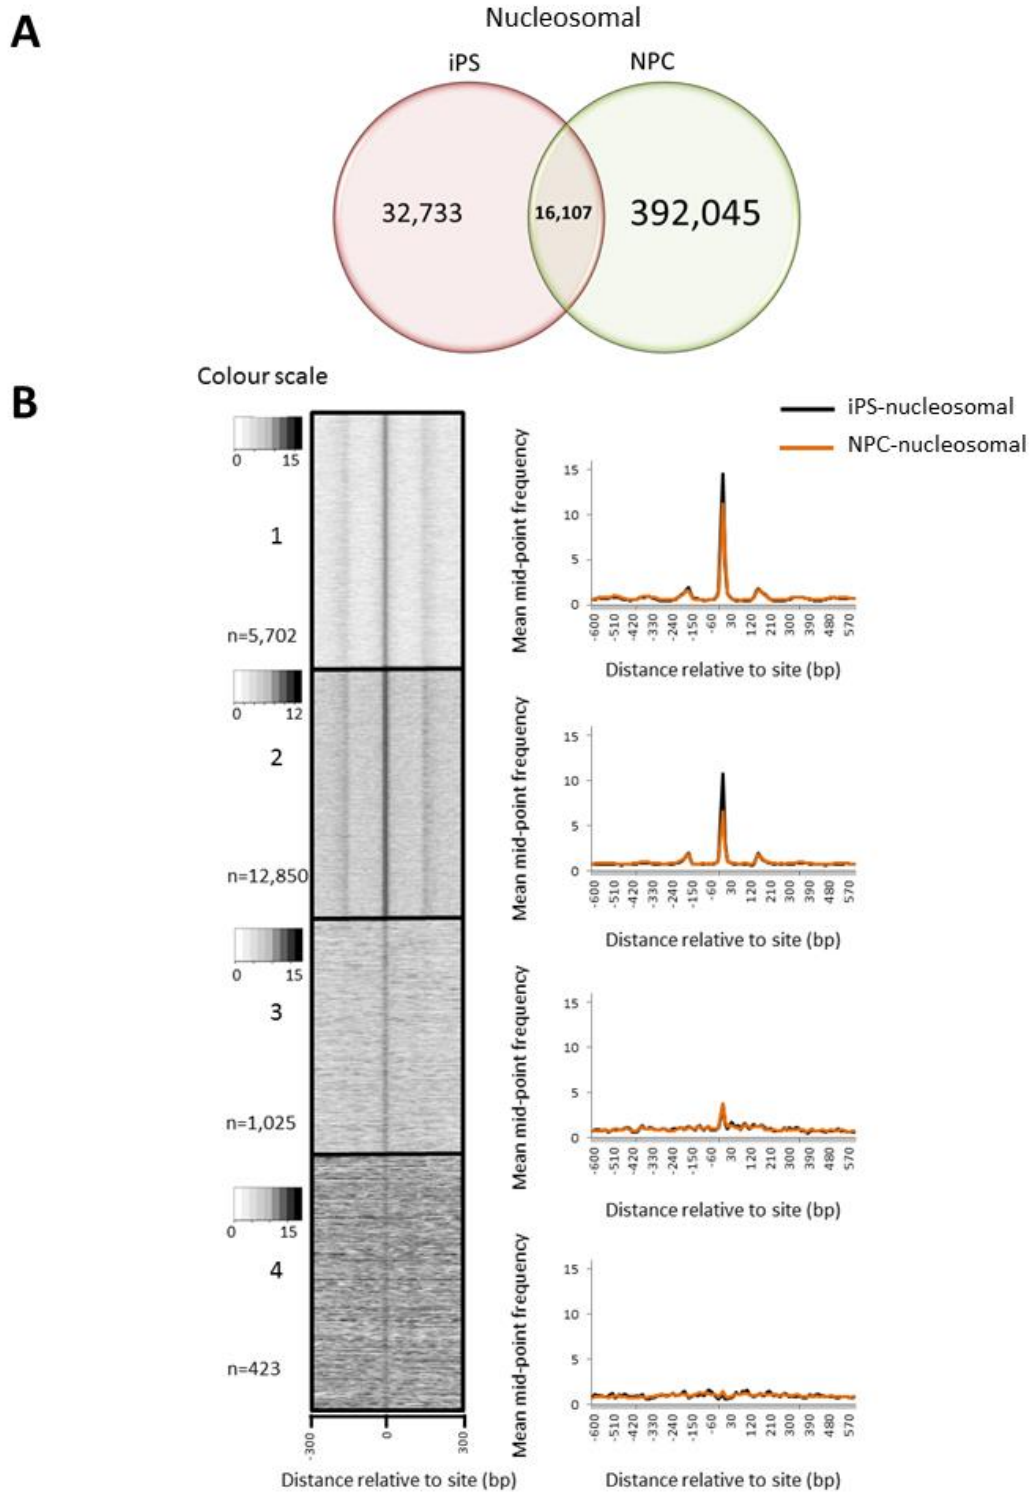 A
Nucleosomal
iPS
NPC
32,733
16,107
392,045
B
Colour scale
iPS-nucleosomal
NPC-nucleosomal
0 15
1
n=5,702
Mean mid-point frequency
15
10
5
0
-600 -510 -420 -330 -240 -150 -60 30 120 210 300 390 480 570
Distance relative to site (bp)
0 12
2
n=12,850
Mean mid-point frequency
15
10
5
0
-600 -510 -420 -330 -240 -150 -60 30 120 210 300 390 480 570
Distance relative to site (bp)
0 15
3
n=1,025
Mean mid-point frequency
15
10
5
0
-600 -510 -420 -330 -240 -150 -60 30 120 210 300 390 480 570
Distance relative to site (bp)
0 15
4
n=423
Mean mid-point frequency
15
10
5
0
-600 -510 -420 -330 -240 -150 -60 30 120 210 300 390 480 570
Distance relative to site (bp)
-300 0 300
Distance relative to site (bp)